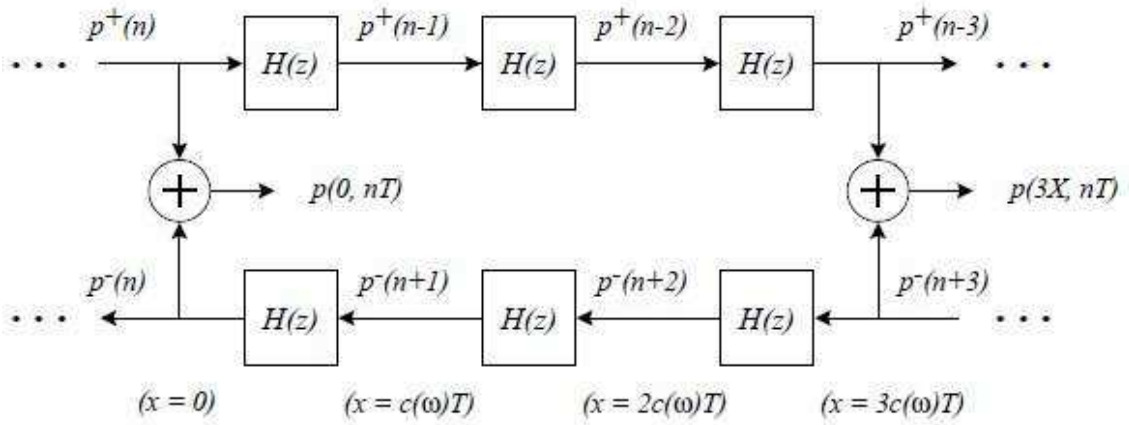 p⁺(n) p⁺(n-1) p⁺(n-2) p⁺(n-3)
. . . H(z) H(z) H(z) . . .
+ p(0, nT) + p(3X, nT)
p⁻(n) p⁻(n+1) p⁻(n+2) p⁻(n+3)
. . . H(z) H(z) H(z) . . .
(x = 0) (x = c(ω)T) (x = 2c(ω)T) (x = 3c(ω)T)